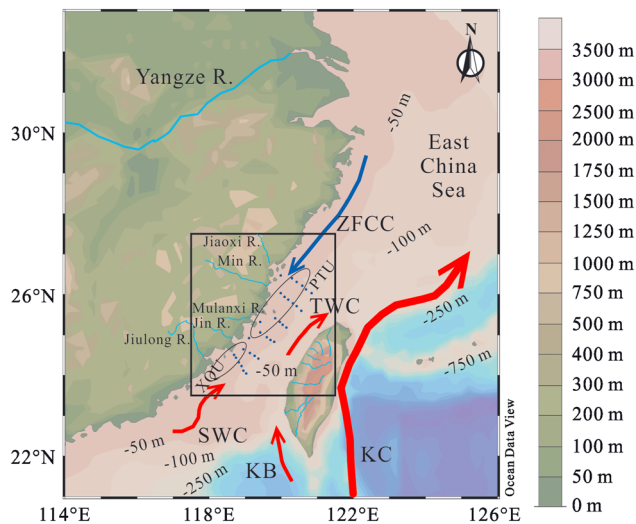 N
Yangze R.
-50 m
30°N
East
China
Sea
ZFCC
-100 m
Jiaoxi R.
Min R.
PTU
26°N
Mulanxi R.
Jin R.
TWC
-250 m
Jiulong R.
-750 m
-50 m
XQU
-50 m
SWC
-100 m
-250 m
KB
KC
22°N
114°E
118°E
122°E
126°E
Ocean Data View
3500 m
3000 m
2500 m
2000 m
1750 m
1500 m
1250 m
1000 m
750 m
500 m
300 m
200 m
100 m
50 m
0 m